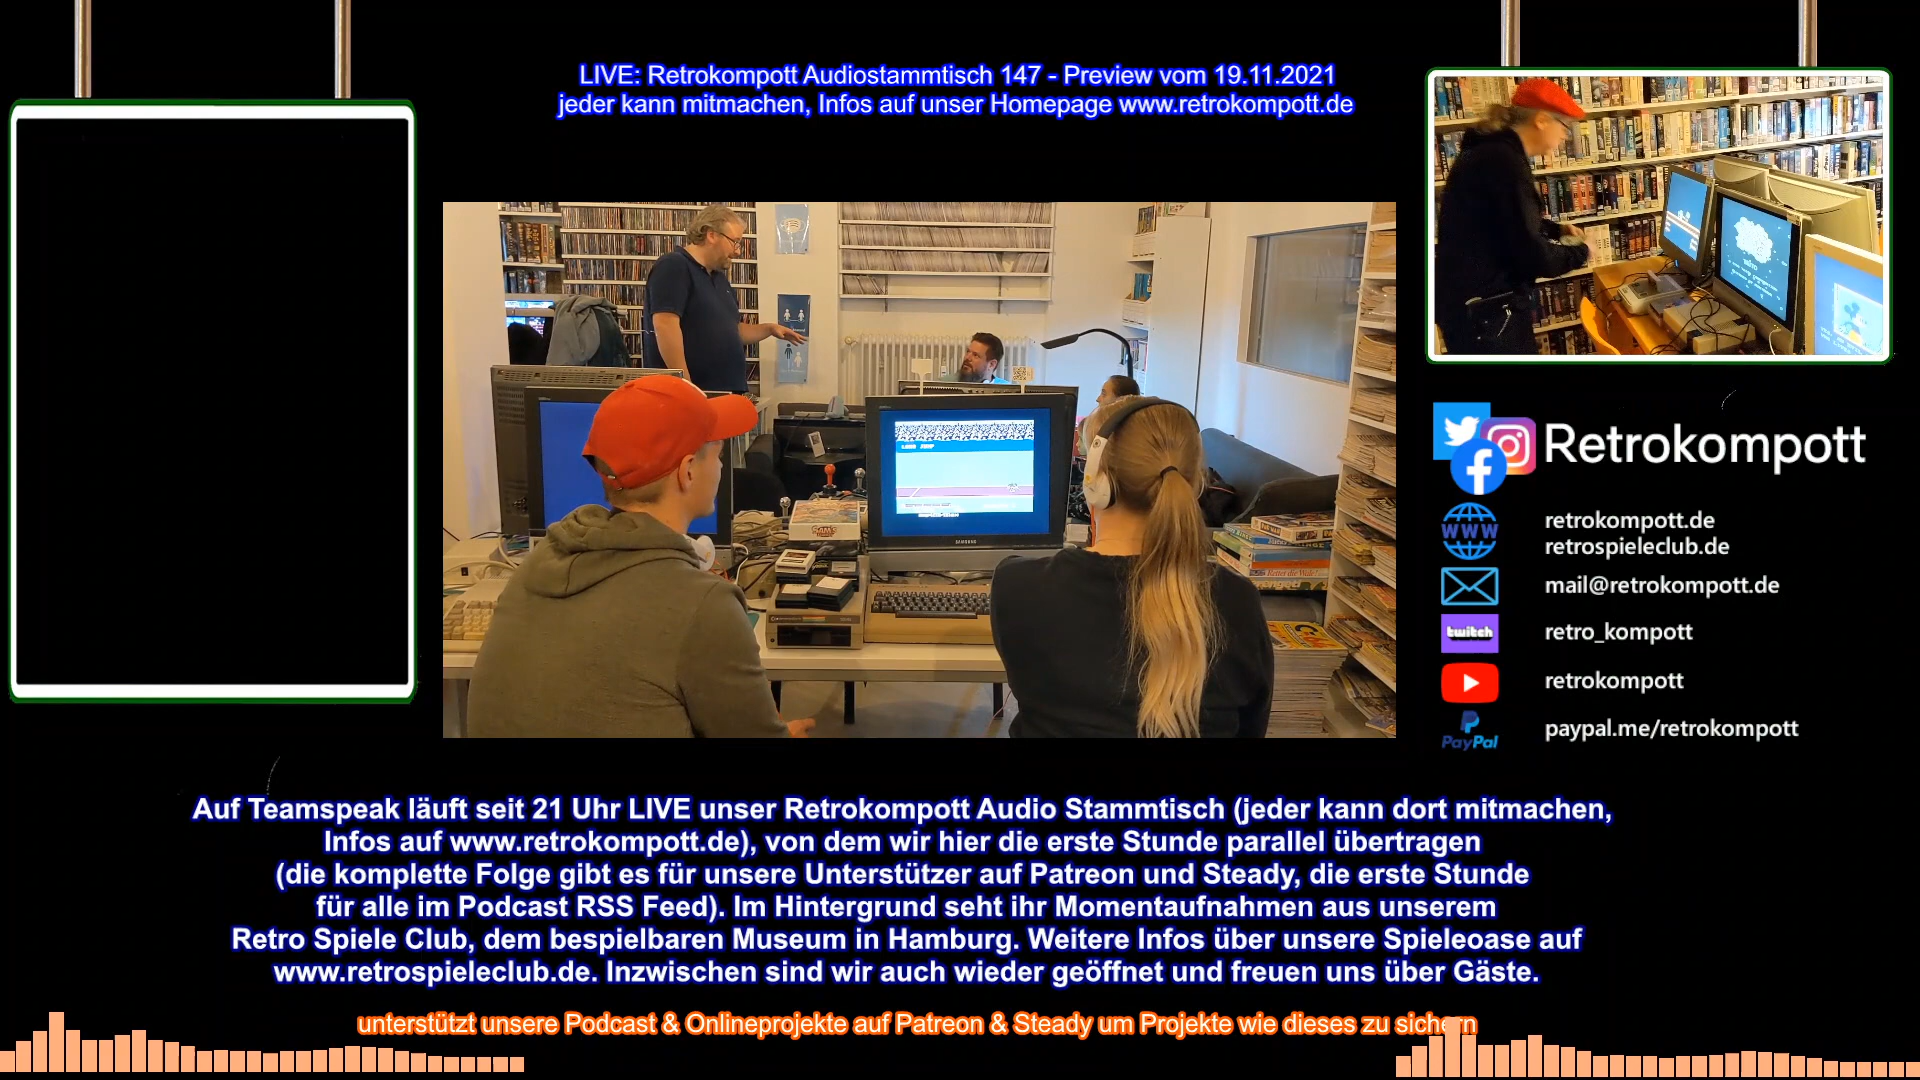 LIVE: Retrokompott Audiostammtisch 147 - Preview vom 19.11.2021
jeder kann mitmachen, Infos auf unser Homepage www.retrokompott.de
LONG JUMP
SAMSUNG
Retrokompott
WWW
retrokompott.de
retrospieleclub.de
mail@retrokompott.de
twitch
retro_kompott
retrokompott
PayPal
paypal.me/retrokompott
Auf Teamspeak läuft seit 21 Uhr LIVE unser Retrokompott Audio Stammtisch (jeder kann dort mitmachen,
Infos auf www.retrokompott.de), von dem wir hier die erste Stunde parallel übertragen
(die komplette Folge gibt es für unsere Unterstützer auf Patreon und Steady, die erste Stunde
für alle im Podcast RSS Feed). Im Hintergrund seht ihr Momentaufnahmen aus unserem
Retro Spiele Club, dem bespielbaren Museum in Hamburg. Weitere Infos über unsere Spieleoase auf
www.retrospieleclub.de. Inzwischen sind wir auch wieder geöffnet und freuen uns über Gäste.
unterstützt unsere Podcast & Onlineprojekte auf Patreon & Steady um Projekte wie dieses zu sichern